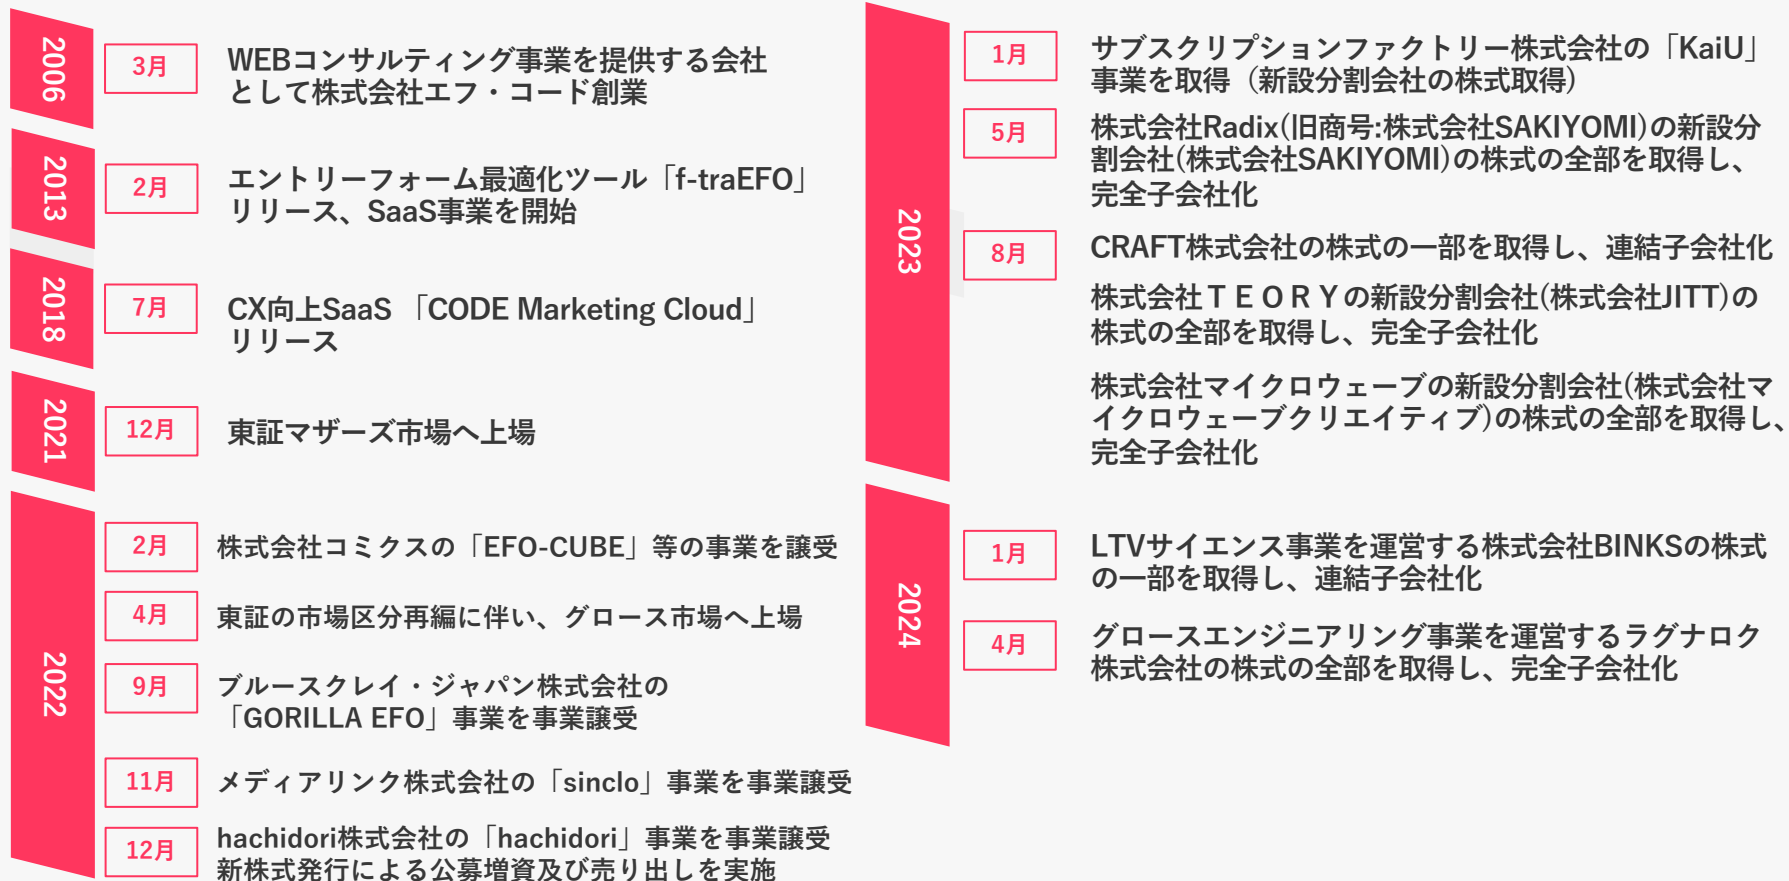 2006
3月
WEBコンサルティング事業を提供する会社
として株式会社エフ・コード創業
2013
2月
エントリーフォーム最適化ツール「f-traEFO」
リリース、SaaS事業を開始
2018
7月
CX向上SaaS 「CODE Marketing Cloud」
リリース
2021
12月
東証マザーズ市場へ上場
2022
2月
株式会社コミクスの「EFO-CUBE」等の事業を譲受
4月
東証の市場区分再編に伴い、グロース市場へ上場
9月
ブルースクレイ・ジャパン株式会社の
「GORILLA EFO」事業を事業譲受
11月
メディアリンク株式会社の「sinclo」事業を事業譲受
12月
hachidori株式会社の「hachidori」事業を事業譲受
新株式発行による公募増資及び売り出しを実施
2023
1月
サブスクリプションファクトリー株式会社の「KaiU」
事業を取得（新設分割会社の株式取得)
5月
株式会社Radix(旧商号:株式会社SAKIYOMI)の新設分
割会社(株式会社SAKIYOMI)の株式の全部を取得し、
完全子会社化
8月
CRAFT株式会社の株式の一部を取得し、連結子会社化
株式会社ＴＥＯＲＹの新設分割会社(株式会社JITT)の
株式の全部を取得し、完全子会社化
株式会社マイクロウェーブの新設分割会社(株式会社マ
イクロウェーブクリエイティブ)の株式の全部を取得し、
完全子会社化
2024
1月
LTVサイエンス事業を運営する株式会社BINKSの株式
の一部を取得し、連結子会社化
4月
グロースエンジニアリング事業を運営するラグナロク
株式会社の株式の全部を取得し、完全子会社化